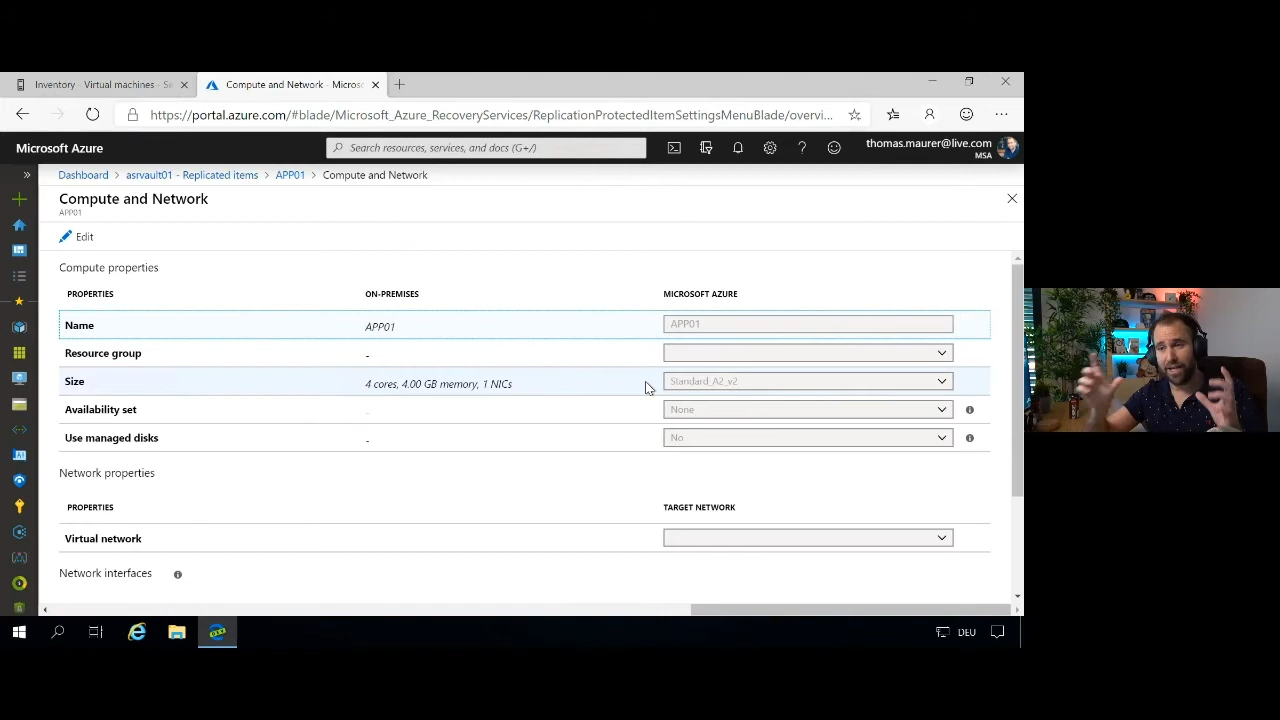 Inventory - Virtual machines - Se
Compute and Network - Microso
https://portal.azure.com/#blade/Microsoft_Azure_RecoveryServices/ReplicationProtectedItemSettingsMenuBlade/overvi...
Microsoft Azure
Search resources, services, and docs (G+/)
thomas.maurer@live.com
MSA
Dashboard > asrvault01 - Replicated items > APP01 > Compute and Network
Compute and Network
APP01
Edit
Compute properties
PROPERTIES ON-PREMISES MICROSOFT AZURE
Name APP01 APP01
Resource group -
Size 4 cores, 4.00 GB memory, 1 NICs Standard_A2_v2
Availability set - None
Use managed disks - No
Network properties
PROPERTIES TARGET NETWORK
Virtual network
Network interfaces
DEU